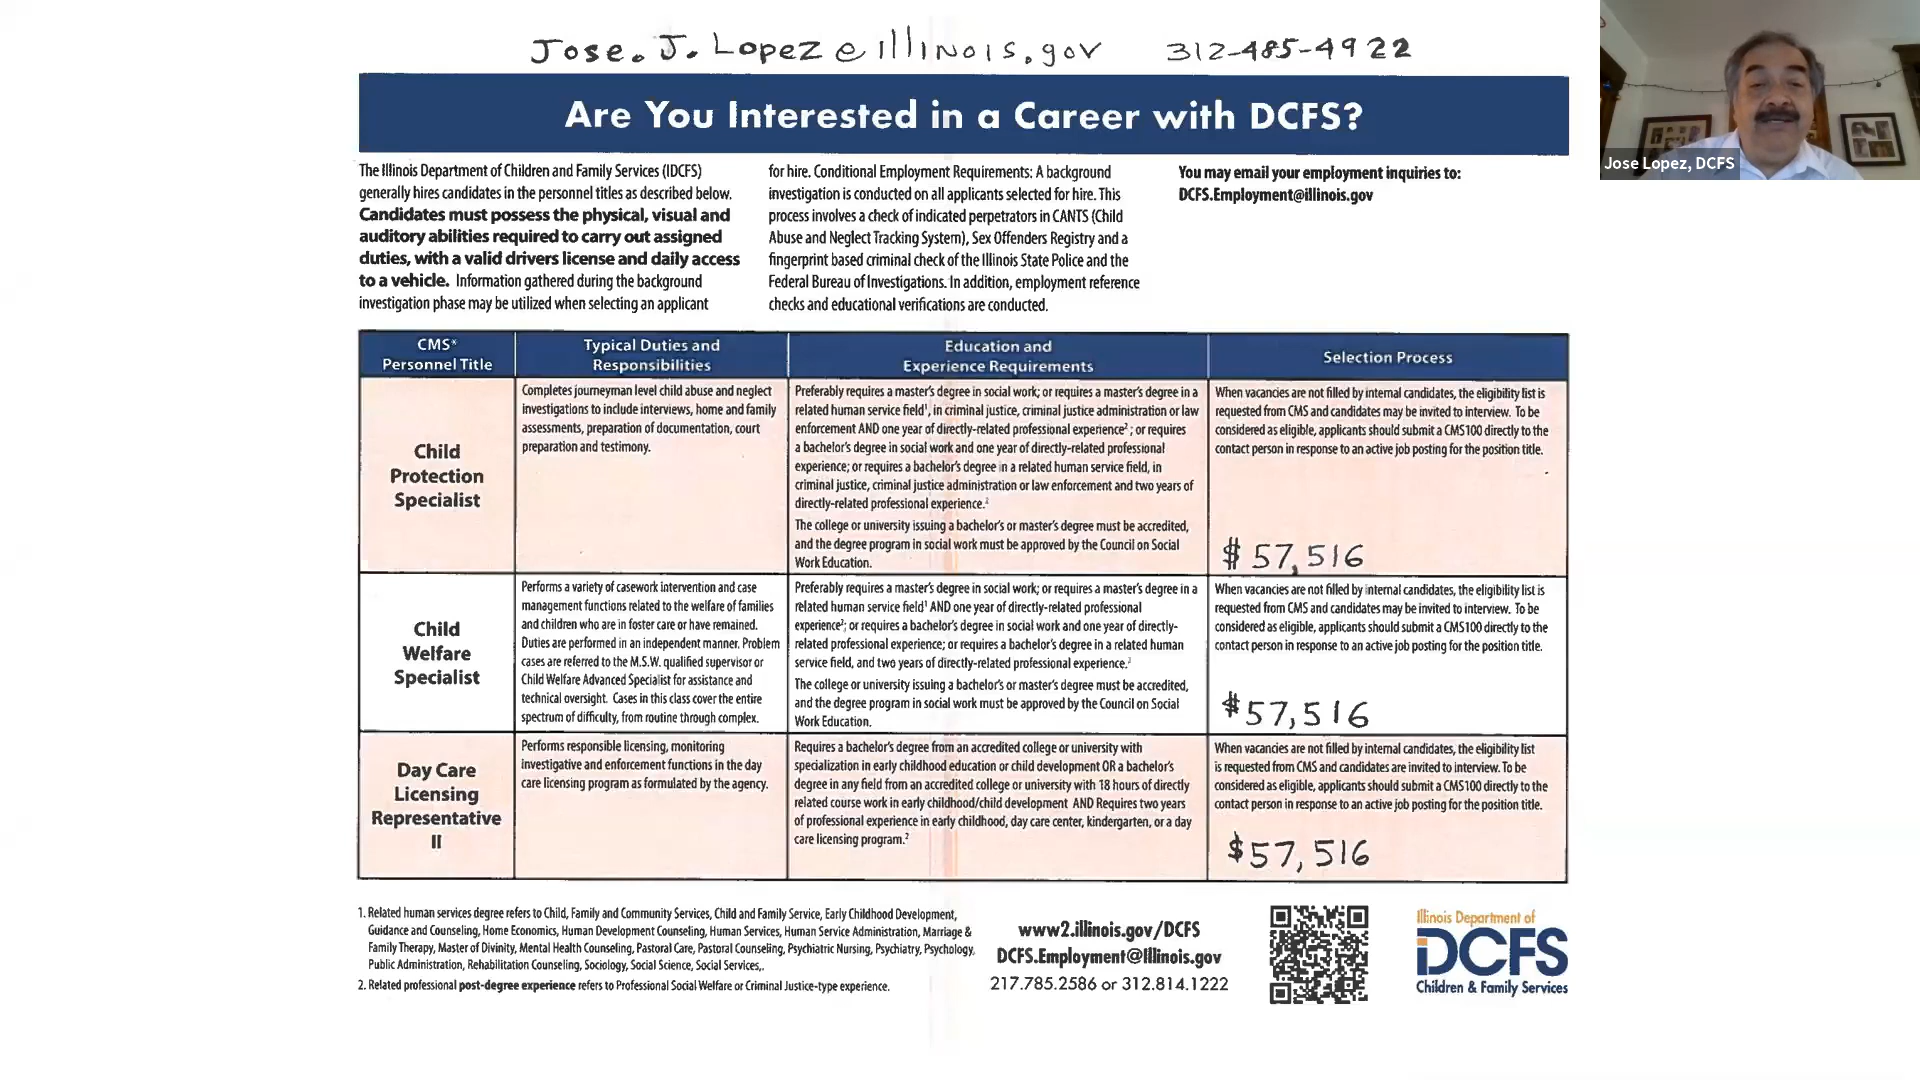 Jose.J.Lopez@illinois.gov 312-485-4922
Are You Interested in a Career with DCFS?
Jose Lopez, DCFS
The Illinois Department of Children and Family Services (IDCFS)
generally hires candidates in the personnel titles as described below.
Candidates must possess the physical, visual and
auditory abilities required to carry out assigned
duties, with a valid drivers license and daily access
to a vehicle. Information gathered during the background
investigation phase may be utilized when selecting an applicant
for hire. Conditional Employment Requirements: A background
investigation is conducted on all applicants selected for hire. This
process involves a check of indicated perpetrators in CANTS (Child
Abuse and Neglect Tracking System), Sex Offenders Registry and a
fingerprint based criminal check of the Illinois State Police and the
Federal Bureau of Investigations. In addition, employment reference
checks and educational verifications are conducted.
You may email your employment inquiries to:
DCFS.Employment@illinois.gov
CMS*
Personnel Title
Typical Duties and
Responsibilities
Education and
Experience Requirements
Selection Process
Child
Protection
Specialist
Completes journeyman level child abuse and neglect
investigations to include interviews, home and family
assessments, preparation of documentation, court
preparation and testimony.
Preferably requires a master's degree in social work; or requires a master's degree in a
related human service field¹, in criminal justice, criminal justice administration or law
enforcement AND one year of directly-related professional experience²; or requires
a bachelor's degree in social work and one year of directly-related professional
experience; or requires a bachelor's degree in a related human service field, in
criminal justice, criminal justice administration or law enforcement and two years of
directly-related professional experience.²
The college or university issuing a bachelor's or master's degree must be accredited,
and the degree program in social work must be approved by the Council on Social
Work Education.
When vacancies are not filled by internal candidates, the eligibility list is
requested from CMS and candidates may be invited to interview. To be
considered as eligible, applicants should submit a CMS100 directly to the
contact person in response to an active job posting for the position title.
$57,516
Child
Welfare
Specialist
Performs a variety of casework intervention and case
management functions related to the welfare of families
and children who are in foster care or have remained.
Duties are performed in an independent manner. Problem
cases are referred to the M.S.W. qualified supervisor or
Child Welfare Advanced Specialist for assistance and
technical oversight. Cases in this class cover the entire
spectrum of difficulty, from routine through complex.
Preferably requires a master's degree in social work; or requires a master's degree in a
related human service field¹ AND one year of directly-related professional
experience²; or requires a bachelor's degree in social work and one year of directly-
related professional experience; or requires a bachelor's degree in a related human
service field, and two years of directly-related professional experience.²
The college or university issuing a bachelor's or master's degree must be accredited,
and the degree program in social work must be approved by the Council on Social
Work Education.
When vacancies are not filled by internal candidates, the eligibility list is
requested from CMS and candidates may be invited to interview. To be
considered as eligible, applicants should submit a CMS100 directly to the
contact person in response to an active job posting for the position title.
$57,516
Day Care
Licensing
Representative
II
Performs responsible licensing, monitoring
investigative and enforcement functions in the day
care licensing program as formulated by the agency.
Requires a bachelor's degree from an accredited college or university with
specialization in early childhood education or child development OR a bachelor's
degree in any field from an accredited college or university with 18 hours of directly
related course work in early childhood/child development AND Requires two years
of professional experience in early childhood, day care center, kindergarten, or a day
care licensing program.²
When vacancies are not filled by internal candidates, the eligibility list
is requested from CMS and candidates are invited to interview. To be
considered as eligible, applicants should submit a CMS100 directly to the
contact person in response to an active job posting for the position title.
$57,516
1. Related human services degree refers to Child, Family and Community Services, Child and Family Service, Early Childhood Development,
Guidance and Counseling, Home Economics, Human Development Counseling, Human Services, Human Service Administration, Marriage &
Family Therapy, Master of Divinity, Mental Health Counseling, Pastoral Care, Pastoral Counseling, Psychiatric Nursing, Psychiatry, Psychology,
Public Administration, Rehabilitation Counseling, Sociology, Social Science, Social Services,.
2. Related professional post-degree experience refers to Professional Social Welfare or Criminal Justice-type experience.
www2.illinois.gov/DCFS
DCFS.Employment@Illinois.gov
217.785.2586 or 312.814.1222
Illinois Department of
DCFS
Children & Family Services